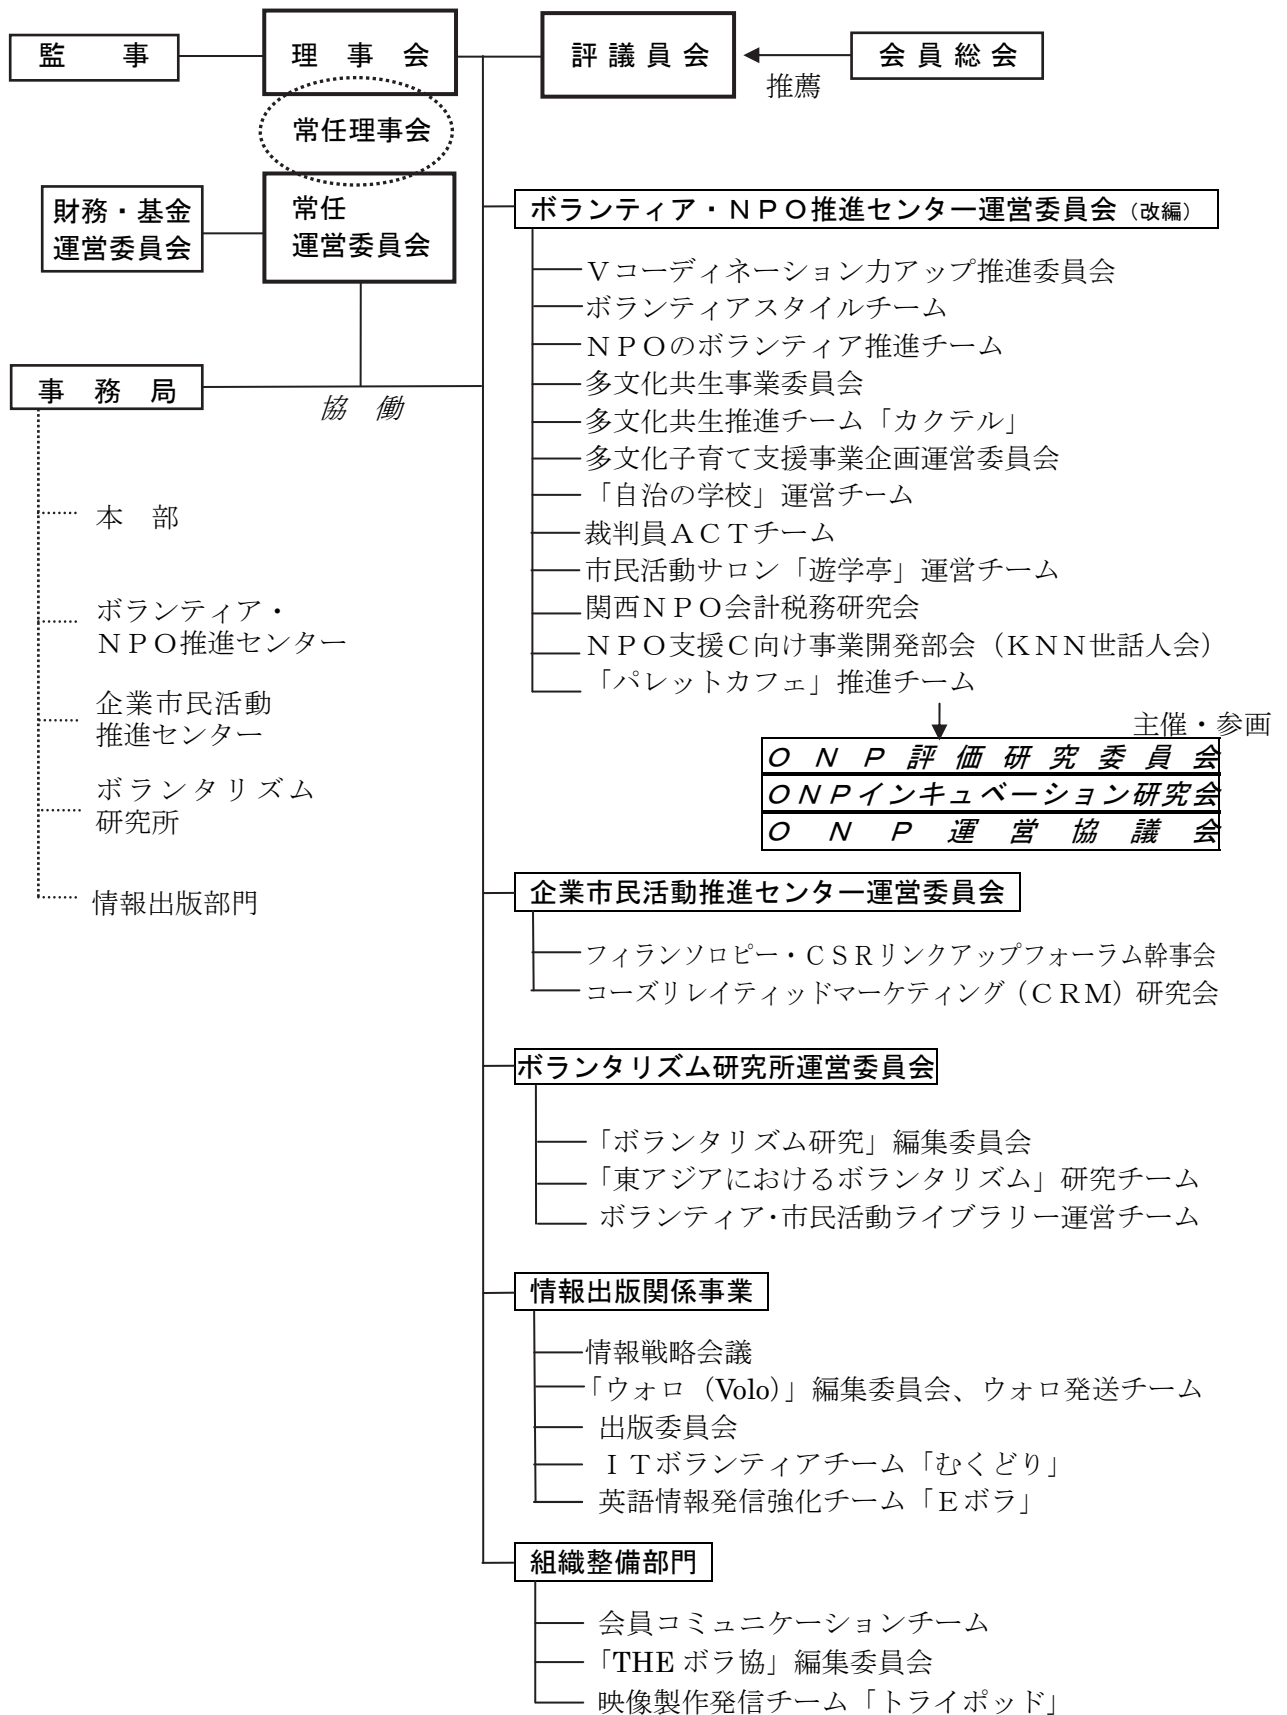 監　事
理　事　会
評議員会
会員総会
推薦
常任理事会
財務・基金
運営委員会
常任
運営委員会
事　務　局
協　働
本　部
ボランティア・
ＮＰＯ推進センター
企業市民活動
推進センター
ボランタリズム
研究所
情報出版部門
ボランティア・ＮＰＯ推進センター運営委員会（改編）
Ｖコーディネーション力アップ推進委員会
ボランティアスタイルチーム
ＮＰＯのボランティア推進チーム
多文化共生事業委員会
多文化共生推進チーム「カクテル」
多文化子育て支援事業企画運営委員会
「自治の学校」運営チーム
裁判員ＡＣＴチーム
市民活動サロン「遊学亭」運営チーム
関西ＮＰＯ会計税務研究会
ＮＰＯ支援Ｃ向け事業開発部会（ＫＮＮ世話人会）
「パレットカフェ」推進チーム
主催・参画
ＯＮＰ評価研究委員会
ＯＮＰインキュベーション研究会
ＯＮＰ運営協議会
企業市民活動推進センター運営委員会
フィランソロピー・ＣＳＲリンクアップフォーラム幹事会
コーズリレイティッドマーケティング（ＣＲＭ）研究会
ボランタリズム研究所運営委員会
「ボランタリズム研究」編集委員会
「東アジアにおけるボランタリズム」研究チーム
ボランティア・市民活動ライブラリー運営チーム
情報出版関係事業
情報戦略会議
「ウォロ（Volo）」編集委員会、ウォロ発送チーム
出版委員会
ＩＴボランティアチーム「むくどり」
英語情報発信強化チーム「Ｅボラ」
組織整備部門
会員コミュニケーションチーム
「THE ボラ協」編集委員会
映像製作発信チーム「トライポッド」